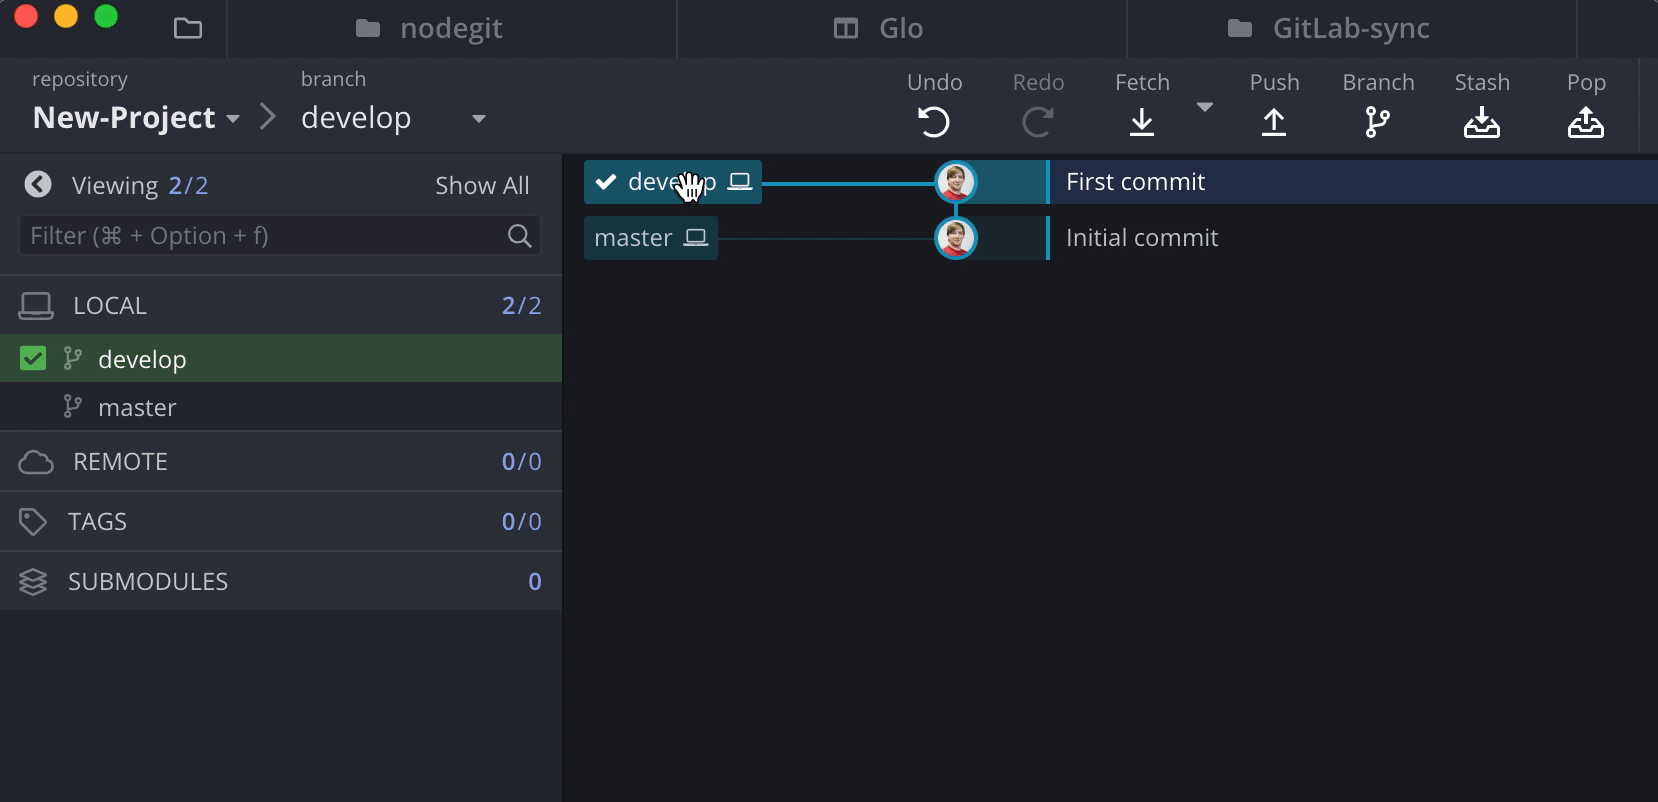 nodegit Glo GitLab-sync
repository branch Undo Redo Fetch Push Branch Stash Pop
New-Project develop
Viewing 2/2 Show All
Filter (⌘ + Option + f)
LOCAL 2/2
develop
master
REMOTE 0/0
TAGS 0/0
SUBMODULES 0
develop First commit
master Initial commit